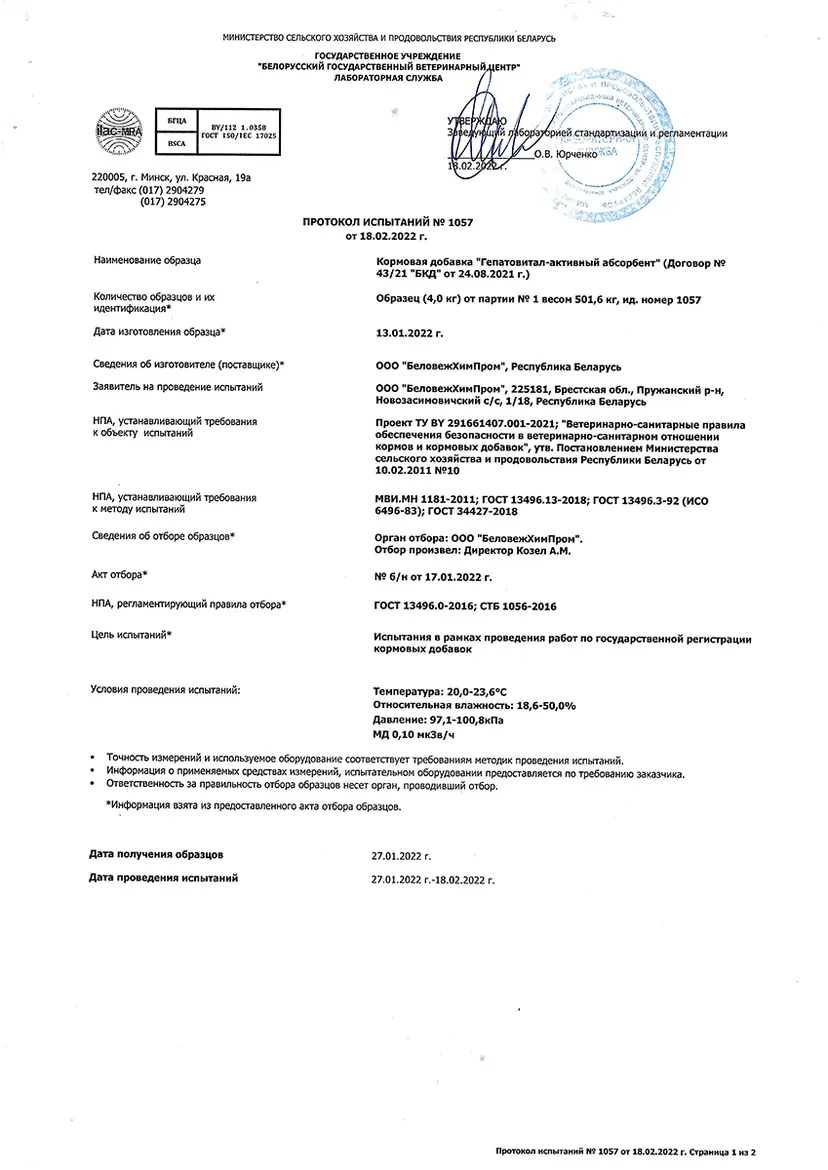 МИНИСТЕРСТВО СЕЛЬСКОГО ХОЗЯЙСТВА И ПРОДОВОЛЬСТВИЯ РЕСПУБЛИКИ БЕЛАРУСЬ
ГОСУДАРСТВЕННОЕ УЧРЕЖДЕНИЕ
"БЕЛОРУССКИЙ ГОСУДАРСТВЕННЫЙ ВЕТЕРИНАРНЫЙ ЦЕНТР"
ЛАБОРАТОРНАЯ СЛУЖБА
ilac-MRA
БГЦА
BSCA
BY/112 1.0358
ГОСТ ISO/IEC 17025
УТВЕРЖДАЮ
Заведующий лабораторией стандартизации и регламентации
О.В. Юрченко
18.02.2022 г.
220005, г. Минск, ул. Красная, 19а
тел/факс (017) 2904279
(017) 2904275
ПРОТОКОЛ ИСПЫТАНИЙ № 1057
от 18.02.2022 г.
Наименование образца
Кормовая добавка "Гепатовитал-активный абсорбент" (Договор №
43/21 "БКД" от 24.08.2021 г.)
Количество образцов и их
идентификация*
Образец (4,0 кг) от партии № 1 весом 501,6 кг, ид. номер 1057
Дата изготовления образца*
13.01.2022 г.
Сведения об изготовителе (поставщике)*
ООО "БеловежХимПром", Республика Беларусь
Заявитель на проведение испытаний
ООО "БеловежХимПром", 225181, Брестская обл., Пружанский р-н,
Новозасимовичский с/с, 1/18, Республика Беларусь
НПА, устанавливающий требования
к объекту испытаний
Проект ТУ BY 291661407.001-2021; "Ветеринарно-санитарные правила
обеспечения безопасности в ветеринарно-санитарном отношении
кормов и кормовых добавок", утв. Постановлением Министерства
сельского хозяйства и продовольствия Республики Беларусь от
10.02.2011 №10
НПА, устанавливающий требования
к методу испытаний
МВИ.МН 1181-2011; ГОСТ 13496.13-2018; ГОСТ 13496.3-92 (ИСО
6496-83); ГОСТ 34427-2018
Сведения об отборе образцов*
Орган отбора: ООО "БеловежХимПром".
Отбор произвел: Директор Козел А.М.
Акт отбора*
№ б/н от 17.01.2022 г.
НПА, регламентирующий правила отбора*
ГОСТ 13496.0-2016; СТБ 1056-2016
Цель испытаний*
Испытания в рамках проведения работ по государственной регистрации
кормовых добавок
Условия проведения испытаний:
Температура: 20,0-23,6°С
Относительная влажность: 18,6-50,0%
Давление: 97,1-100,8кПа
МД 0,10 мкЗв/ч
• Точность измерений и используемое оборудование соответствует требованиям методик проведения испытаний.
• Информация о применяемых средствах измерений, испытательном оборудовании предоставляется по требованию заказчика.
• Ответственность за правильность отбора образцов несет орган, проводивший отбор.
*Информация взята из предоставленного акта отбора образцов.
Дата получения образцов
27.01.2022 г.
Дата проведения испытаний
27.01.2022 г.-18.02.2022 г.
Протокол испытаний № 1057 от 18.02.2022 г. Страница 1 из 2